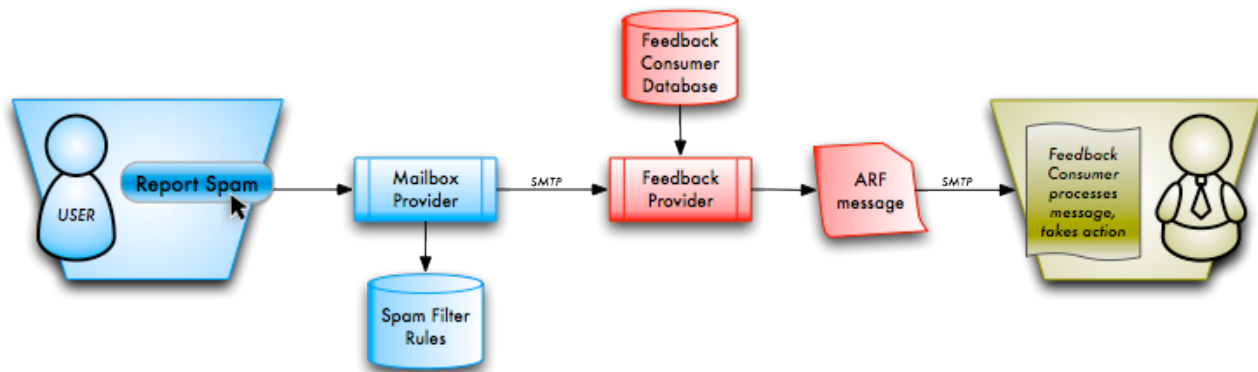 USER
Report Spam
Mailbox
Provider
Spam Filter
Rules
SMTP
Feedback
Consumer
Database
Feedback
Provider
ARF
message
SMTP
Feedback
Consumer
processes
message,
takes action